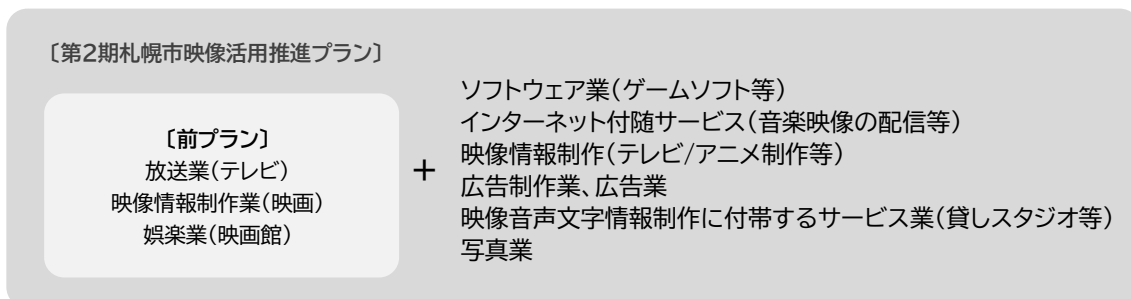 〔第2期札幌市映像活用推進プラン〕
〔前プラン〕
放送業(テレビ)
映像情報制作業(映画)
娯楽業(映画館)
+
ソフトウェア業(ゲームソフト等)
インターネット付随サービス(音楽映像の配信等)
映像情報制作(テレビ/アニメ制作等)
広告制作業、広告業
映像音声文字情報制作に付帯するサービス業(貸しスタジオ等)
写真業